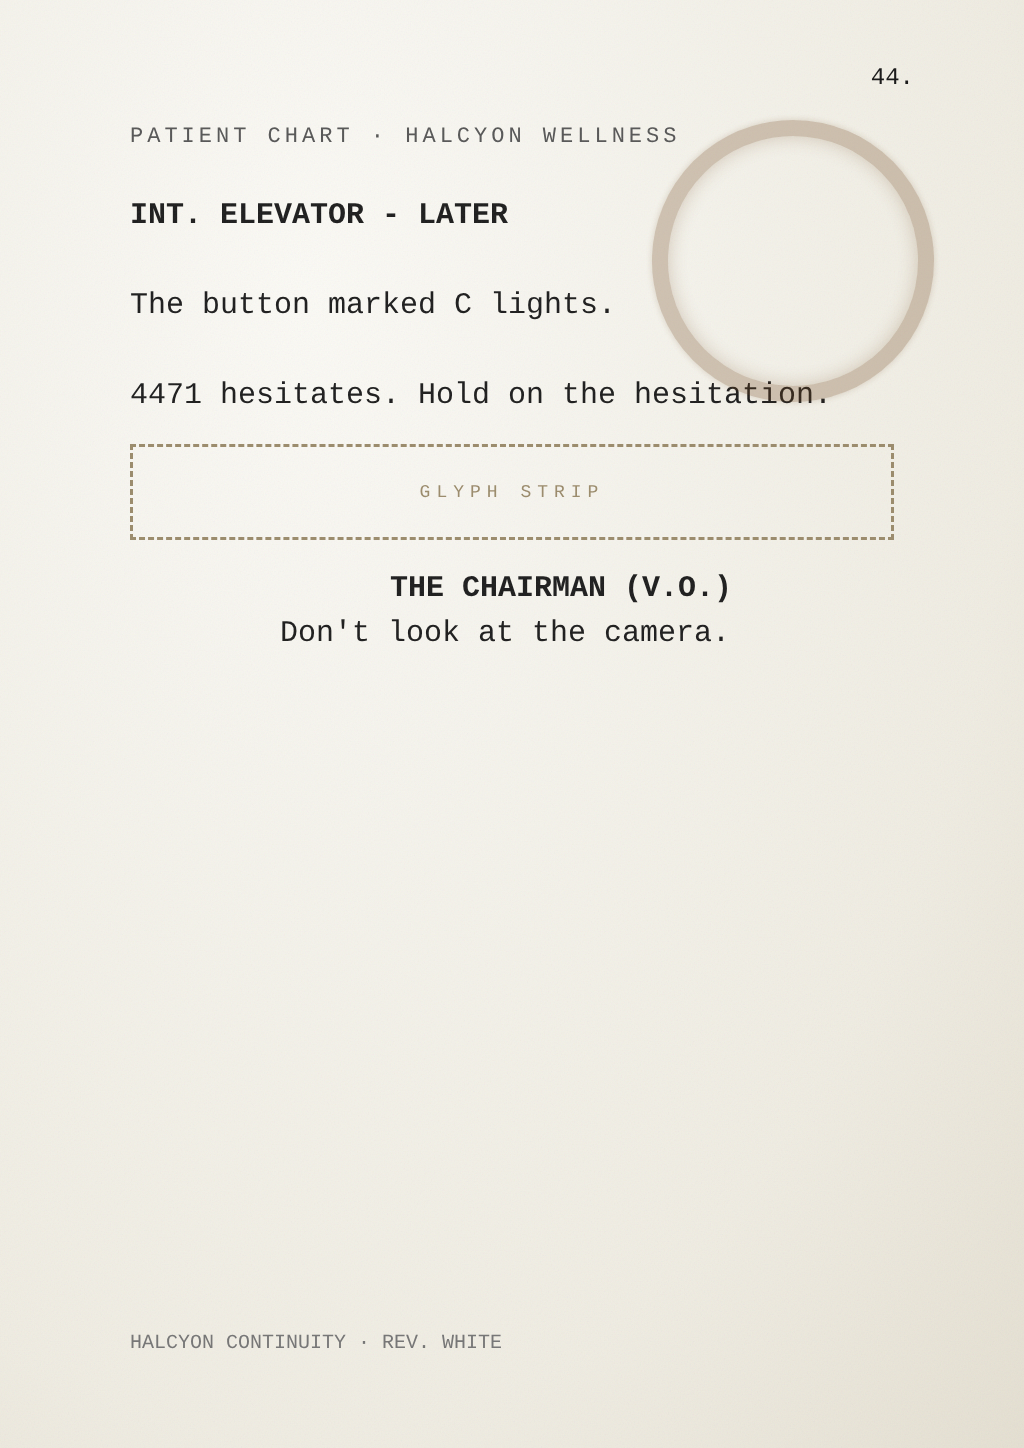 44.
PATIENT CHART · HALCYON WELLNESS
INT. ELEVATOR - LATER
The button marked C lights.
4471 hesitates. Hold on the hesitation.
GLYPH STRIP
THE CHAIRMAN (V.O.)
Don't look at the camera.
HALCYON CONTINUITY · REV. WHITE